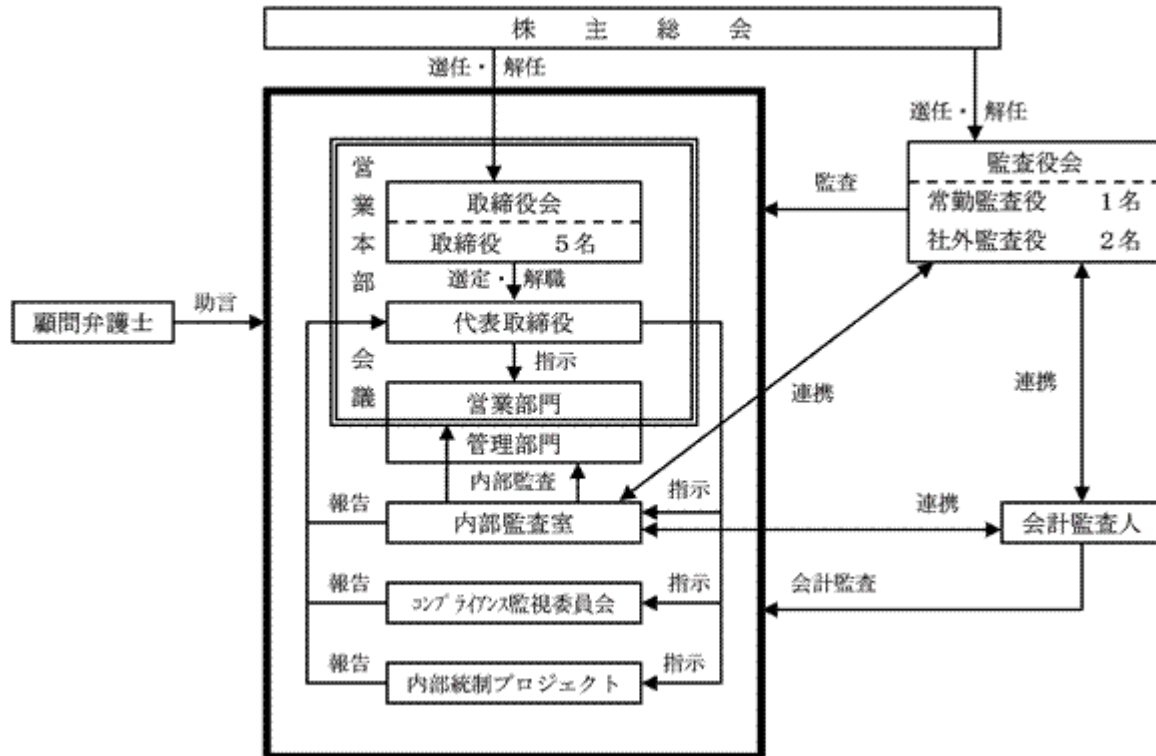 株主総会
選任・解任
選任・解任
営業本部会議
取締役会
取締役 5名
選定・解職
代表取締役
指示
営業部門
管理部門
内部監査
報告
内部監査室
指示
報告
コンプライアンス監視委員会
指示
報告
内部統制プロジェクト
指示
顧問弁護士
助言
監査
監査役会
常勤監査役 1名
社外監査役 2名
連携
連携
連携
会計監査人
会計監査